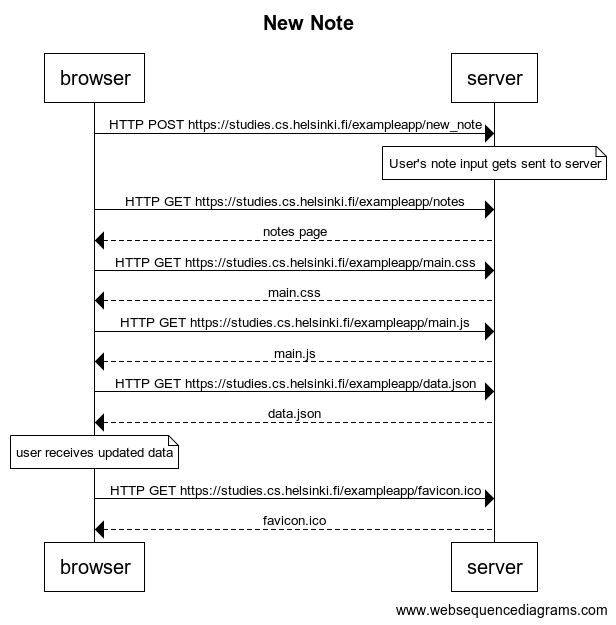 New Note
browser
server
HTTP POST https://studies.cs.helsinki.fi/exampleapp/new_note
User's note input gets sent to server
HTTP GET https://studies.cs.helsinki.fi/exampleapp/notes
notes page
HTTP GET https://studies.cs.helsinki.fi/exampleapp/main.css
main.css
HTTP GET https://studies.cs.helsinki.fi/exampleapp/main.js
main.js
HTTP GET https://studies.cs.helsinki.fi/exampleapp/data.json
data.json
user receives updated data
HTTP GET https://studies.cs.helsinki.fi/exampleapp/favicon.ico
favicon.ico
browser
server
www.websequencediagrams.com